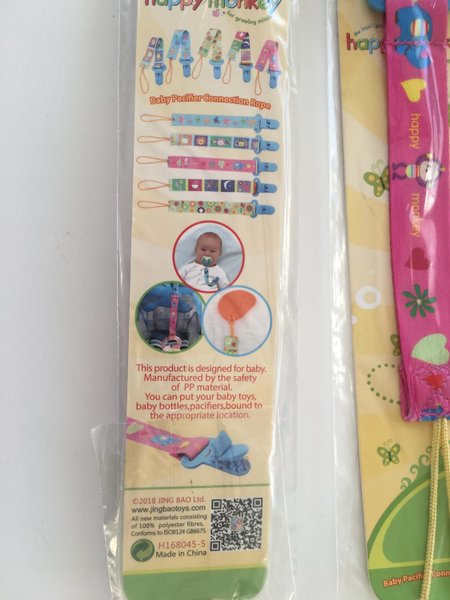 happy monkey
for growing minds
Baby Pacifier Connection Rope
This product is designed for baby.
Manufactured by the safety
of PP material.
You can put your baby toys,
baby bottles,pacifiers,bound to
the appropriate location.
©2018 JING BAO Ltd.
www.jingbaotoys.com
All new materials consisting
of 100% polyester fibres,
Conforms to ISO8124 GB6675.
H168045-5
Made in China
happy
monkey
Baby Pacifier